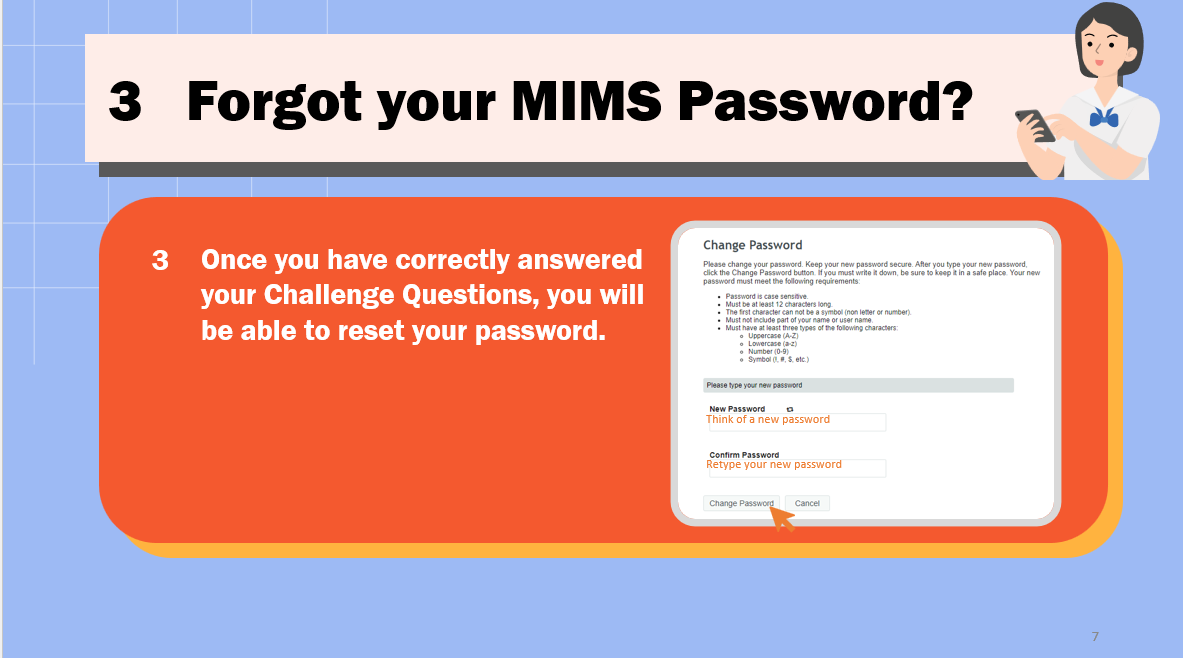 3 Forgot your MIMS Password?
3 Once you have correctly answered
your Challenge Questions, you will
be able to reset your password.
Change Password
Please change your password. Keep your new password secure. After you type your new password,
click the Change Password button. If you must write it down, be sure to keep it in a safe place. Your new
password must meet the following requirements:
• Password is case sensitive.
• Must be at least 12 characters long.
• The first character can not be a symbol (non letter or number).
• Must not include part of your name or user name.
• Must have at least three types of the following characters:
o Uppercase (A-Z)
o Lowercase (a-z)
o Number (0-9)
o Symbol (!, #, $, etc.)
Please type your new password
New Password
Think of a new password
Confirm Password
Retype your new password
Change Password Cancel
7